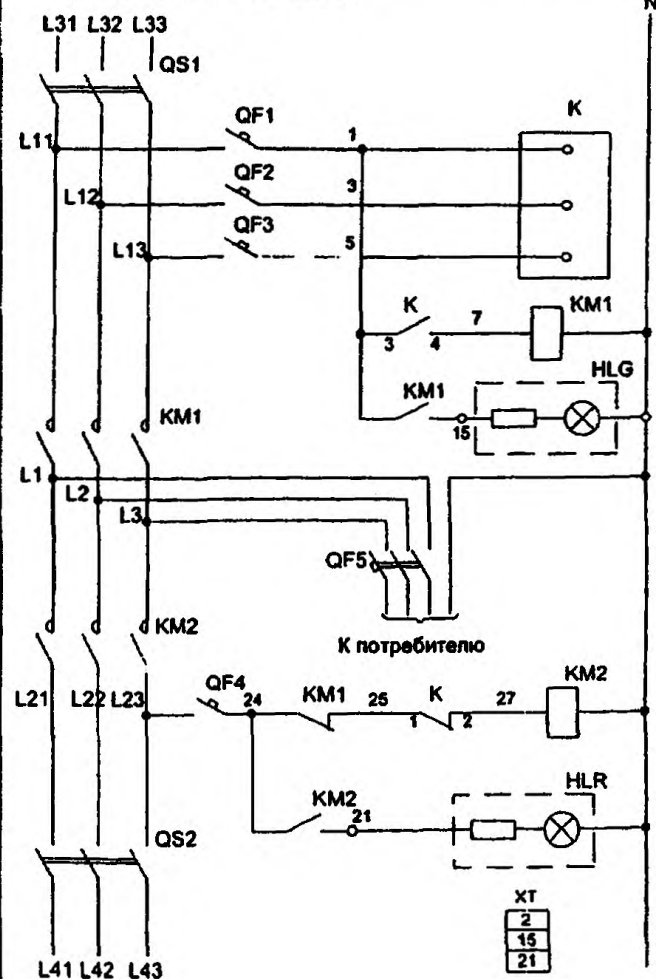 N
L31 L32 L33
QS1
QF1
K
L11
1
QF2
L12
3
QF3
L13
5
K
7
KM1
3
4
HLG
KM1
KM1
15
L1
L2
L3
QF5
К потребителю
KM2
QF4
KM2
L21
L22
L23
24
KM1
25
K
27
1
2
HLR
KM2
21
QS2
XT
2
15
21
L41 L42 L43